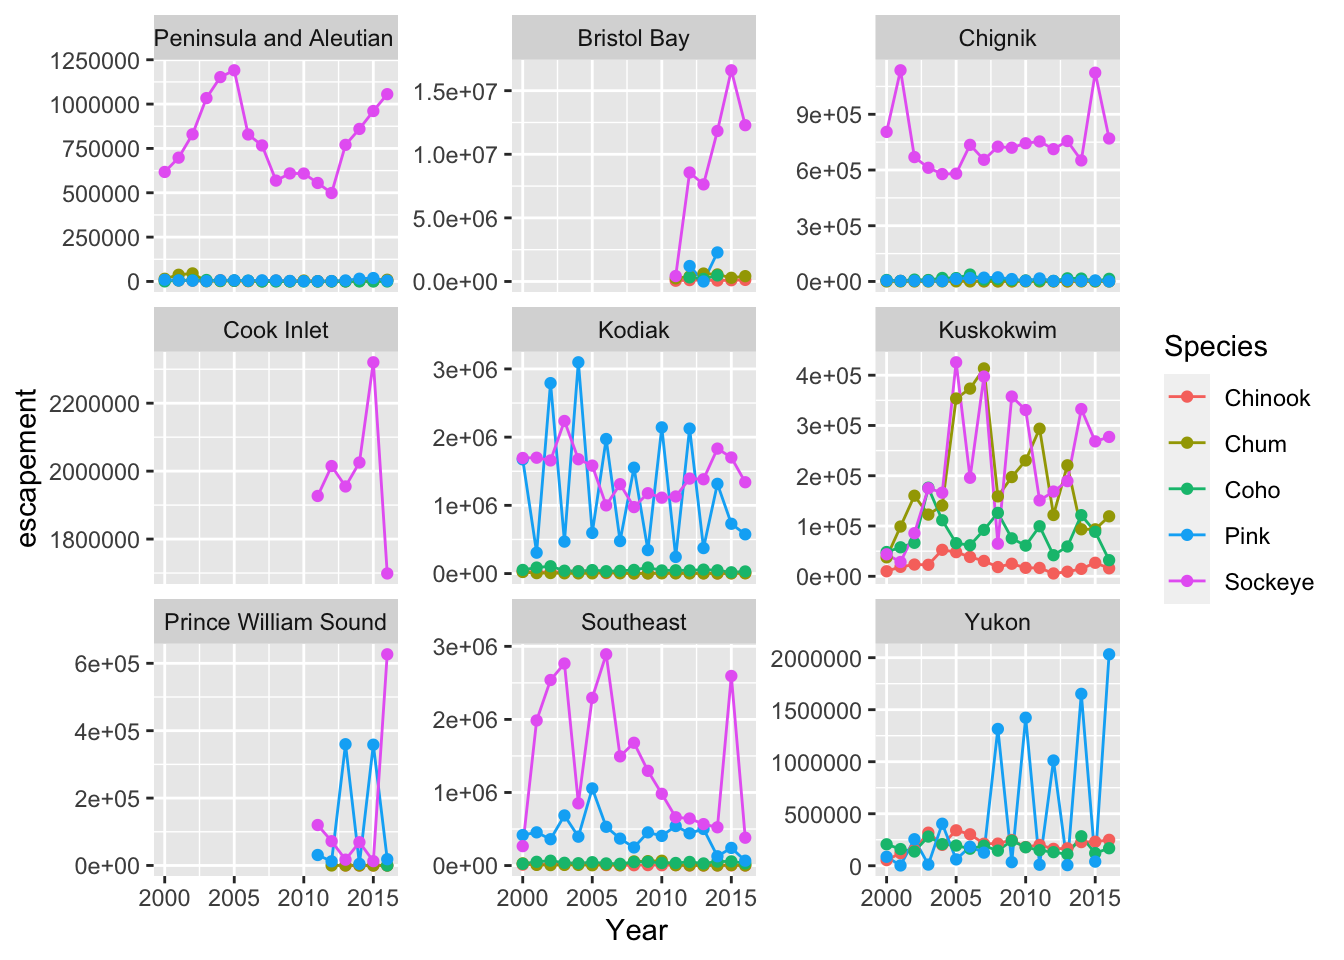 Peninsula and Aleutian
Bristol Bay
Chignik
1250000
1000000
750000
500000
250000
0
1.5e+07
1.0e+07
5.0e+06
0.0e+00
9e+05
6e+05
3e+05
0e+00
Cook Inlet
Kodiak
Kuskokwim
2200000
2000000
1800000
3e+06
2e+06
1e+06
0e+00
4e+05
3e+05
2e+05
1e+05
0e+00
Prince William Sound
Southeast
Yukon
6e+05
4e+05
2e+05
0e+00
3e+06
2e+06
1e+06
0e+00
2000000
1500000
1000000
500000
0
2000 2005 2010 2015
2000 2005 2010 2015
2000 2005 2010 2015
Year
escapement
Species
Chinook
Chum
Coho
Pink
Sockeye